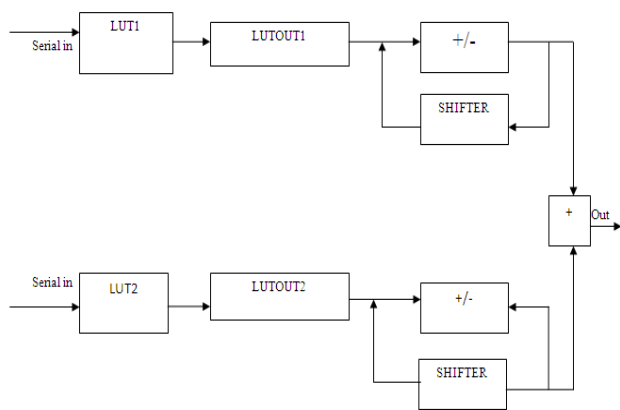 LUT1
Serial in
LUTOUT1
+/-
SHIFTER
+
Out
Serial in
LUT2
LUTOUT2
+/-
SHIFTER